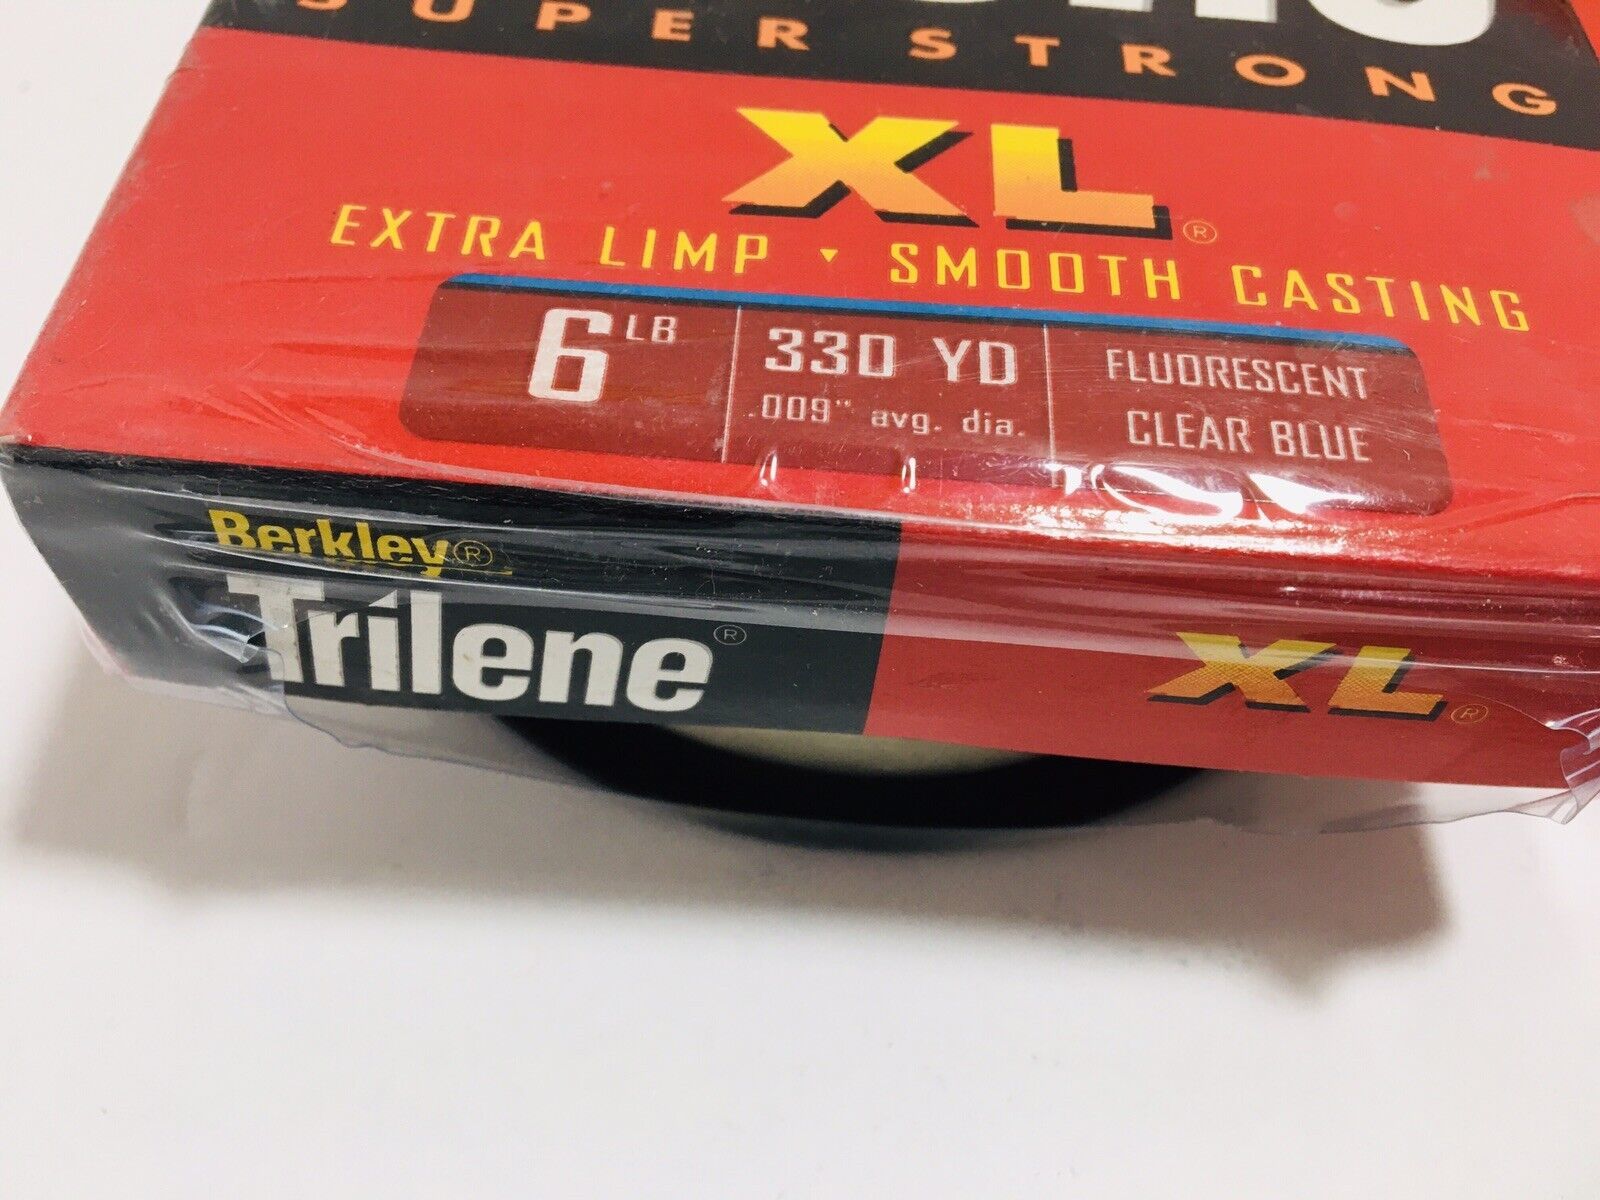 SUPER STRONG
XL®
EXTRA LIMP ▾ SMOOTH CASTING
6 LB
330 YD
.009" avg. dia.
FLUORESCENT
CLEAR BLUE
Berkley®
Trilene®
XL®